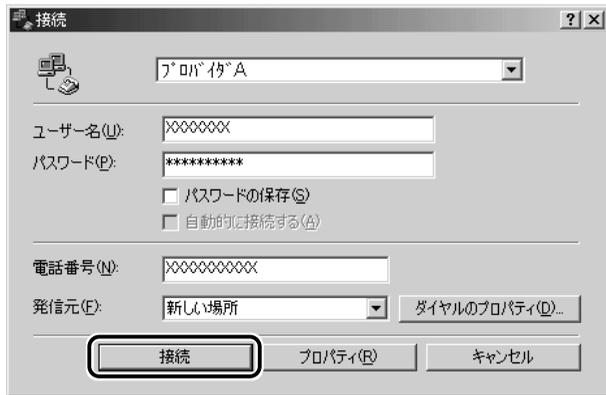 接続
ﾌﾟﾛﾊﾞｲﾀﾞA
ユーザー名(U): XXXXXXX
パスワード(P): **********
パスワードの保存(S)
自動的に接続する(A)
電話番号(N): XXXXXXXXXX
発信元(F): 新しい場所 ダイヤルのプロパティ(D)...
接続 プロパティ(R) キャンセル